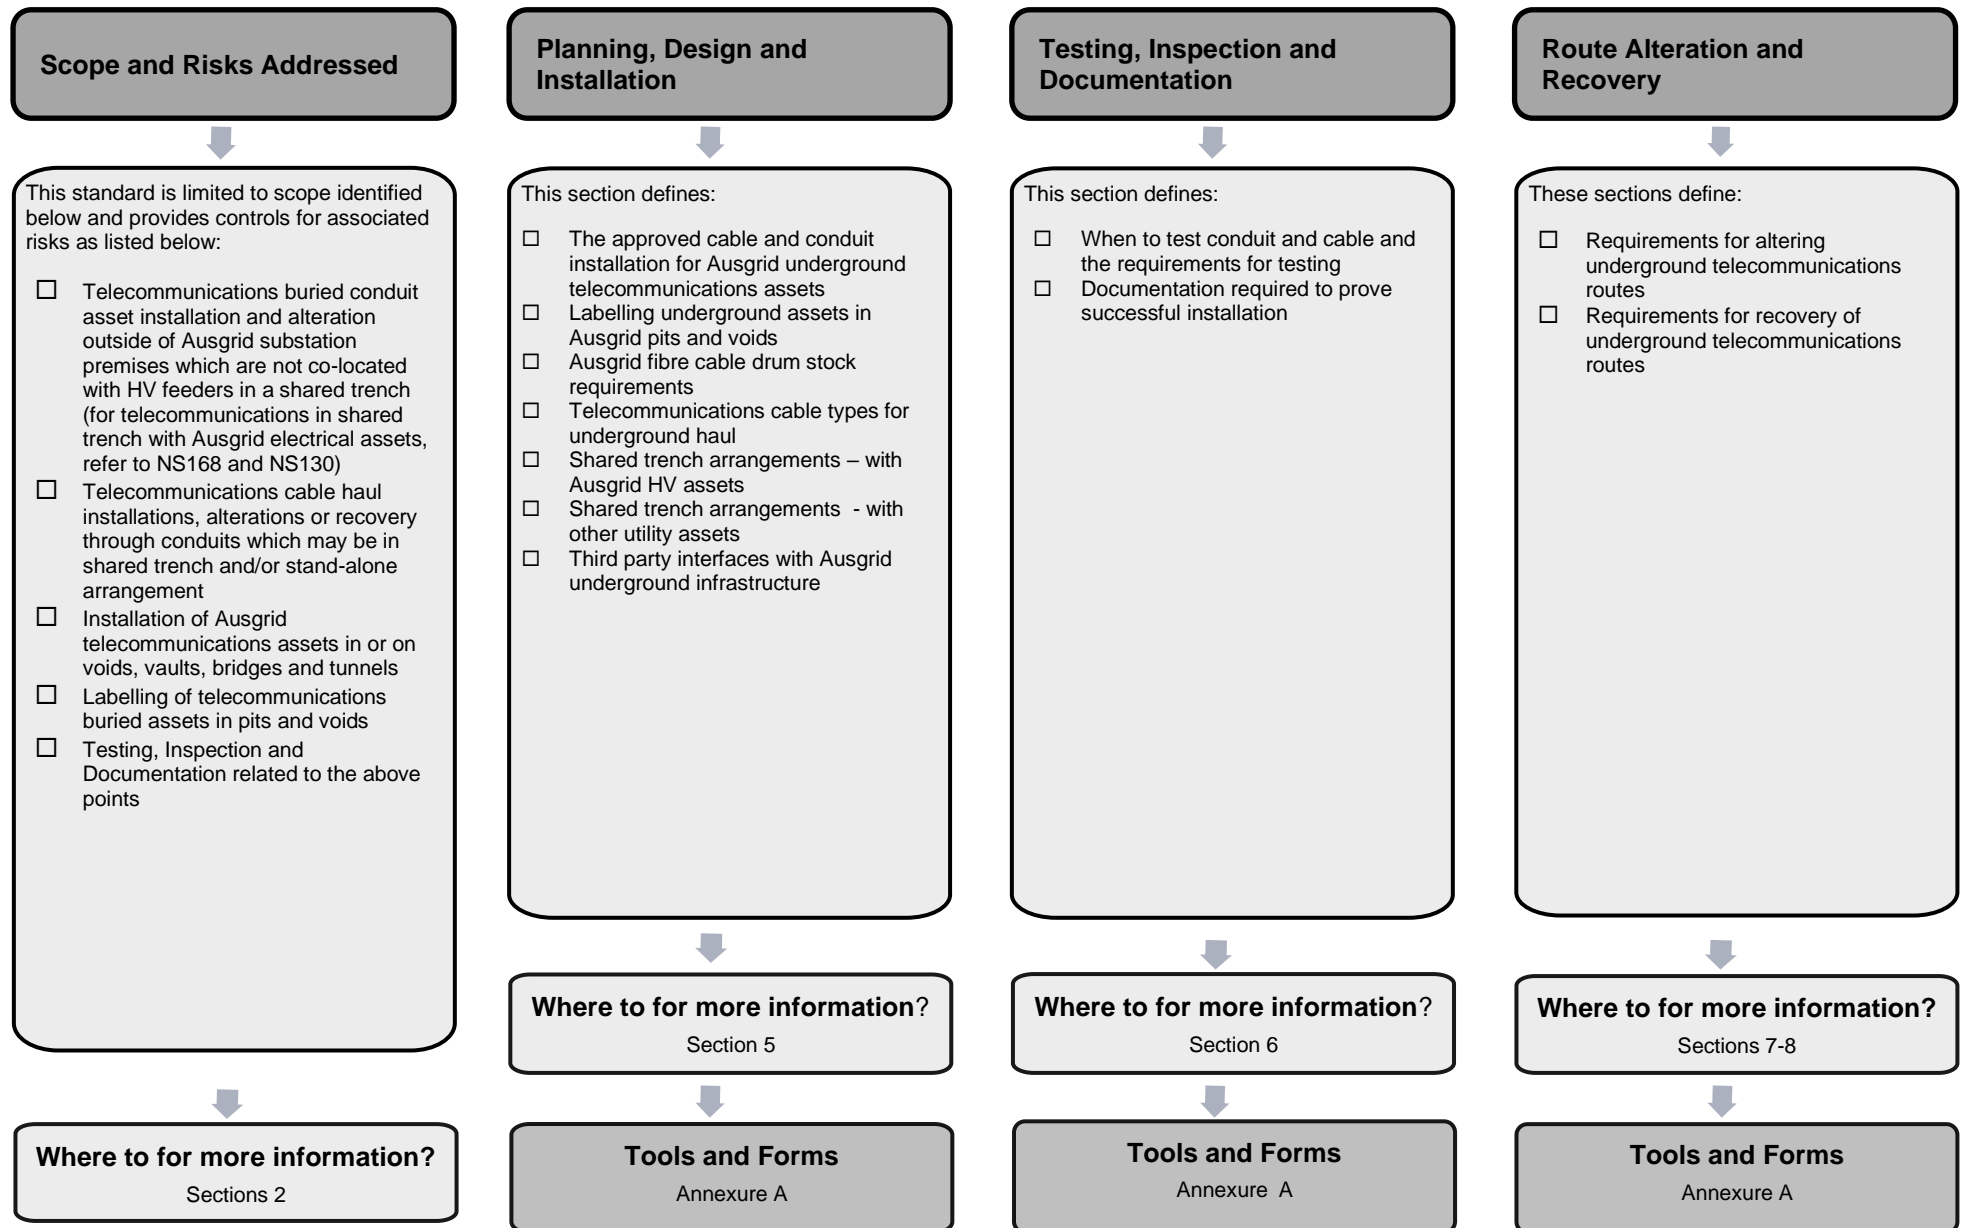 Scope and Risks Addressed
This standard is limited to scope identified
below and provides controls for associated
risks as listed below:
☐ Telecommunications buried conduit
asset installation and alteration
outside of Ausgrid substation
premises which are not co-located
with HV feeders in a shared trench
(for telecommunications in shared
trench with Ausgrid electrical assets,
refer to NS168 and NS130)
☐ Telecommunications cable haul
installations, alterations or recovery
through conduits which may be in
shared trench and/or stand-alone
arrangement
☐ Installation of Ausgrid
telecommunications assets in or on
voids, vaults, bridges and tunnels
☐ Labelling of telecommunications
buried assets in pits and voids
☐ Testing, Inspection and
Documentation related to the above
points
Where to for more information?
Sections 2
Planning, Design and
Installation
This section defines:
☐ The approved cable and conduit
installation for Ausgrid underground
telecommunications assets
☐ Labelling underground assets in
Ausgrid pits and voids
☐ Ausgrid fibre cable drum stock
requirements
☐ Telecommunications cable types for
underground haul
☐ Shared trench arrangements – with
Ausgrid HV assets
☐ Shared trench arrangements - with
other utility assets
☐ Third party interfaces with Ausgrid
underground infrastructure
Where to for more information?
Section 5
Tools and Forms
Annexure A
Testing, Inspection and
Documentation
This section defines:
☐ When to test conduit and cable and
the requirements for testing
☐ Documentation required to prove
successful installation
Where to for more information?
Section 6
Tools and Forms
Annexure A
Route Alteration and
Recovery
These sections define:
☐ Requirements for altering
underground telecommunications
routes
☐ Requirements for recovery of
underground telecommunications
routes
Where to for more information?
Sections 7-8
Tools and Forms
Annexure A